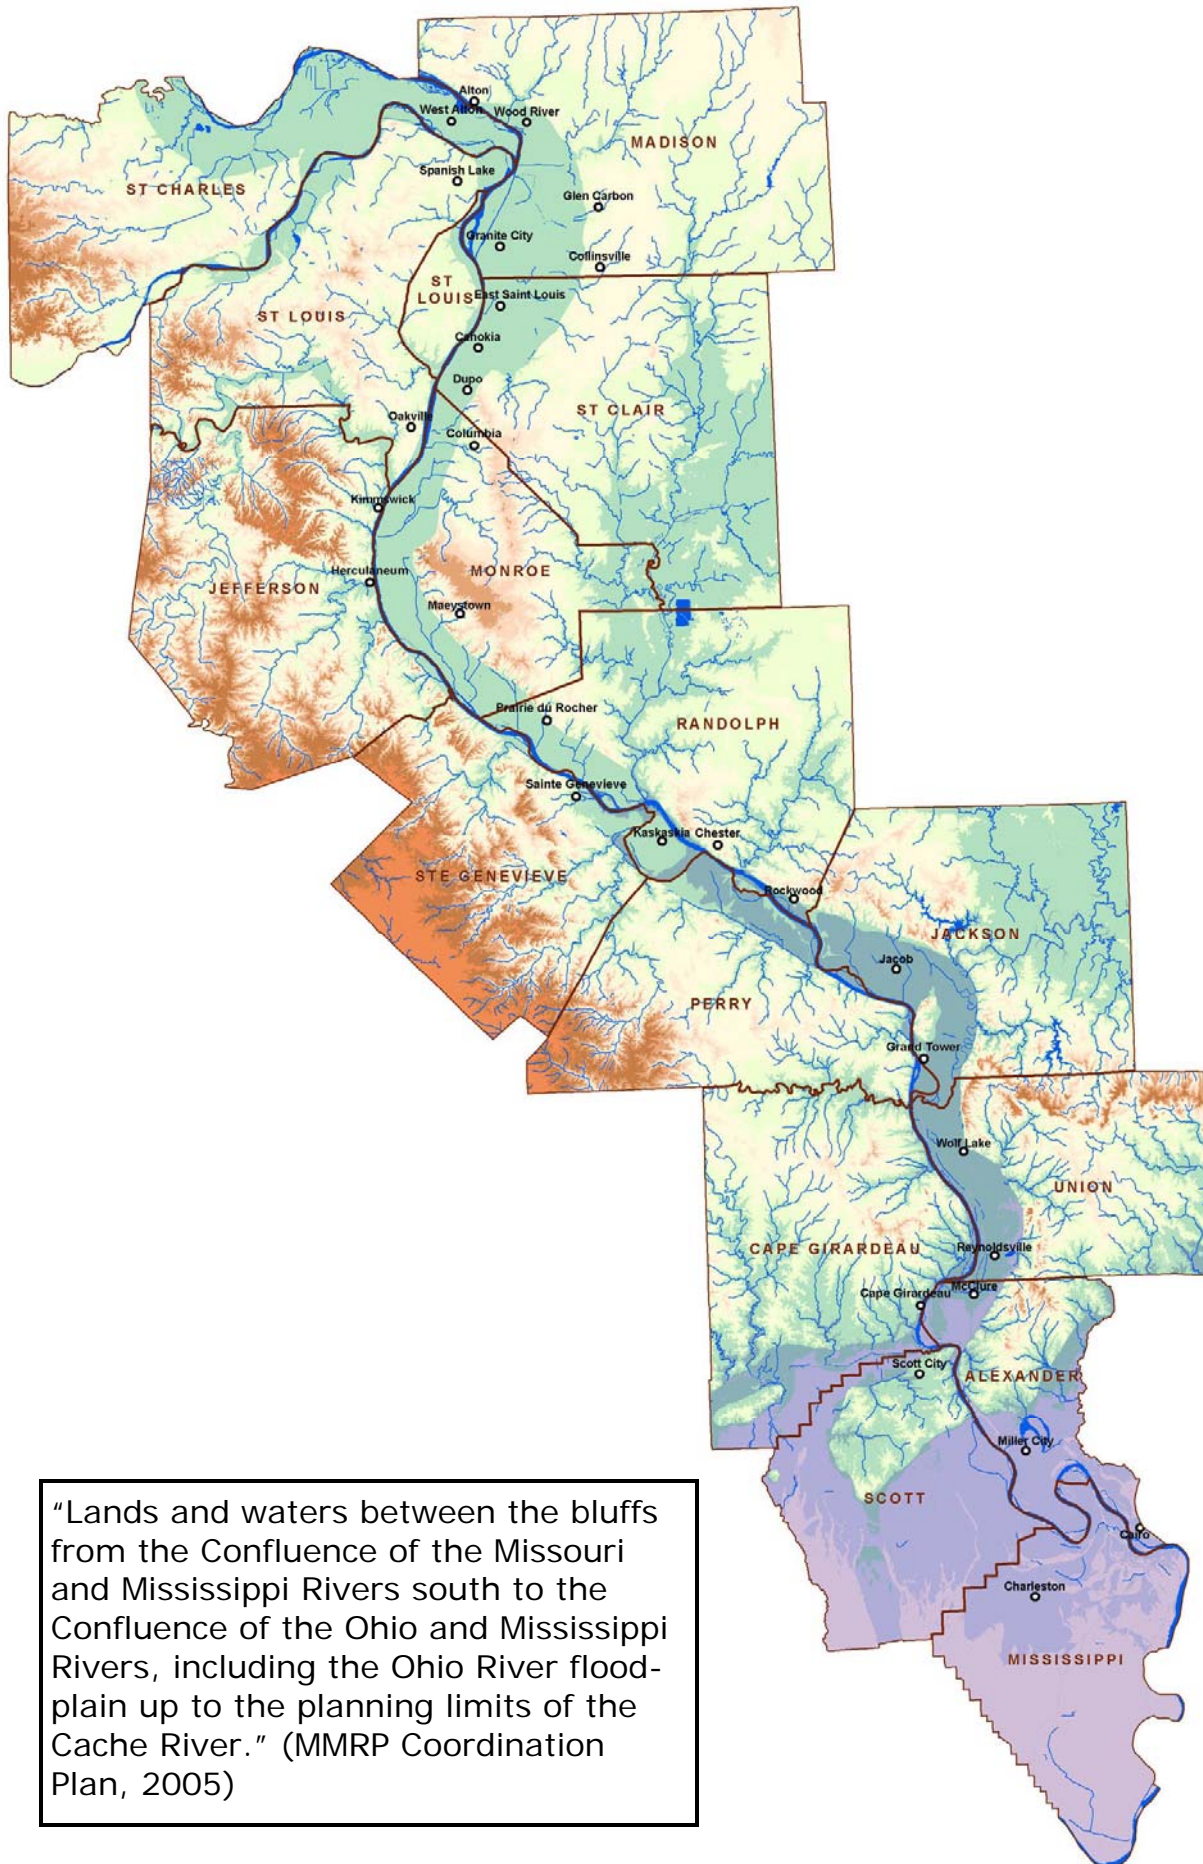 Alton
West Alton
Wood River
MADISON
Spanish Lake
ST CHARLES
Glen Carbon
Granite City
Collinsville
ST
LOUIS
East Saint Louis
ST LOUIS
Cahokia
Dupo
ST CLAIR
Oakville
Columbia
Kimmswick
Herculaneum
MONROE
JEFFERSON
Maeystown
Prairie du Rocher
RANDOLPH
Sainte Genevieve
Kaskaskia
Chester
STE GENEVIEVE
Rockwood
JACKSON
Jacob
PERRY
Grand Tower
Wolf Lake
UNION
CAPE GIRARDEAU
Reynoldsville
McClure
Cape Girardeau
Scott City
ALEXANDER
Miller City
SCOTT
Cairo
Charleston
MISSISSIPPI
“Lands and waters between the bluffs
from the Confluence of the Missouri
and Mississippi Rivers south to the
Confluence of the Ohio and Mississippi
Rivers, including the Ohio River flood-
plain up to the planning limits of the
Cache River.” (MMRP Coordination
Plan, 2005)